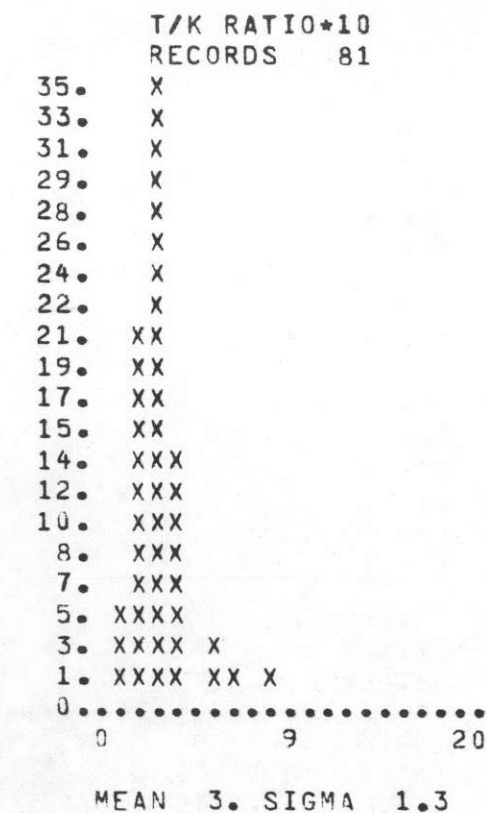 T/K RATIO*10
RECORDS 81
35. X
33. X
31. X
29. X
28. X
26. X
24. X
22. X
21. XX
19. XX
17. XX
15. XX
14. XXX
12. XXX
10. XXX
8. XXX
7. XXX
5. XXXX
3. XXXX X
1. XXXX XX X
0......................
0 9 20
MEAN 3. SIGMA 1.3